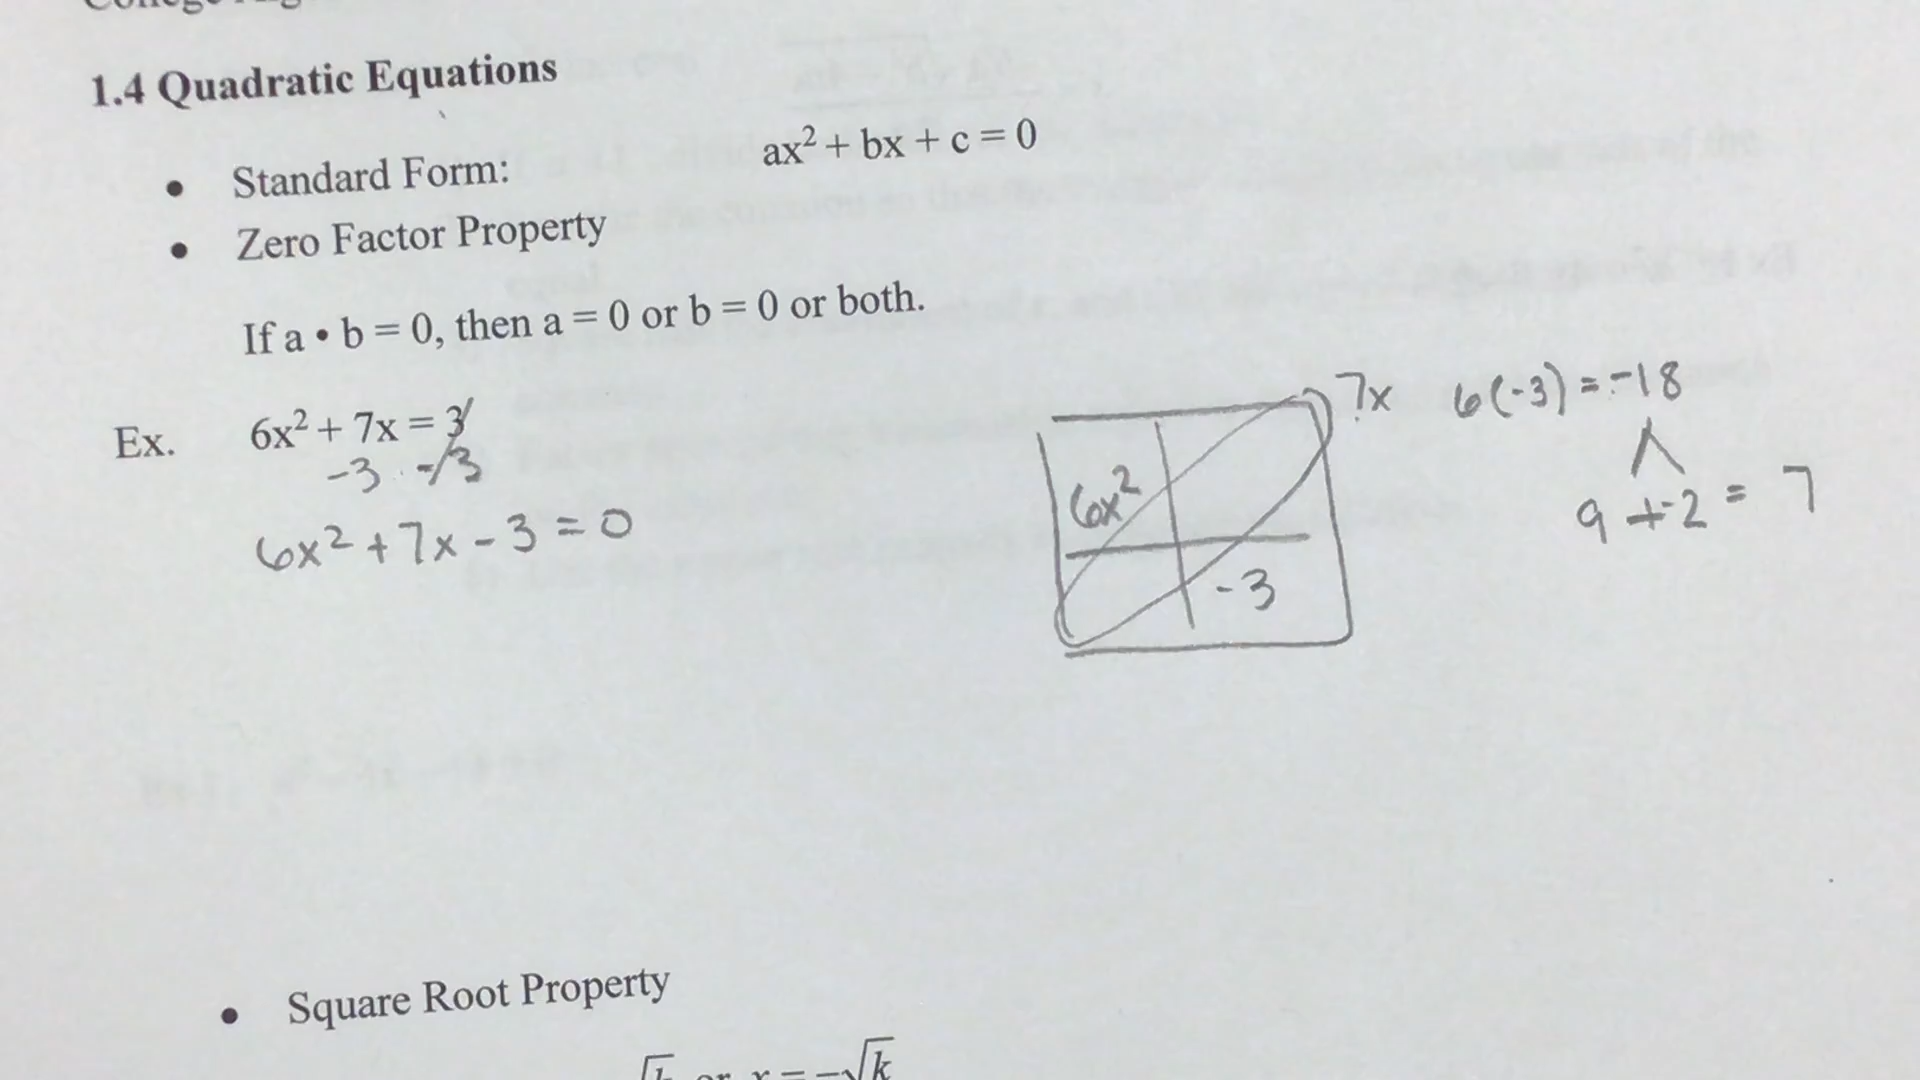 1.4 Quadratic Equations
• Standard Form: ax² + bx + c = 0
• Zero Factor Property
If a • b = 0, then a = 0 or b = 0 or both.
Ex. 6x² + 7x = 3
-3 -3
6x² + 7x - 3 = 0
7x
6x²
-3
6(-3) = -18
9 + -2 = 7
• Square Root Property
or x = -√k